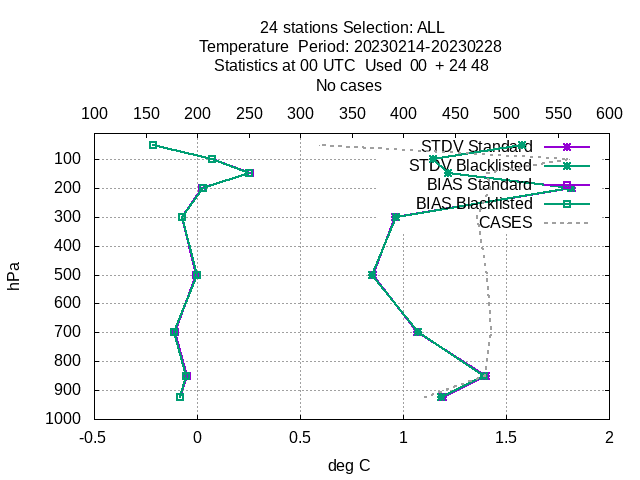 24 stations Selection: ALL
Temperature  Period: 20230214-20230228
Statistics at 00 UTC  Used  00  + 24 48
No cases
100 150 200 250 300 350 400 450 500 550 600
STDV Standard
100
STDV Blacklisted
200 BIAS Standard
BIAS Blacklisted
300 CASES
400
hPa
500
600
700
800
900
1000
-0.5 0 0.5 1 1.5 2
deg C